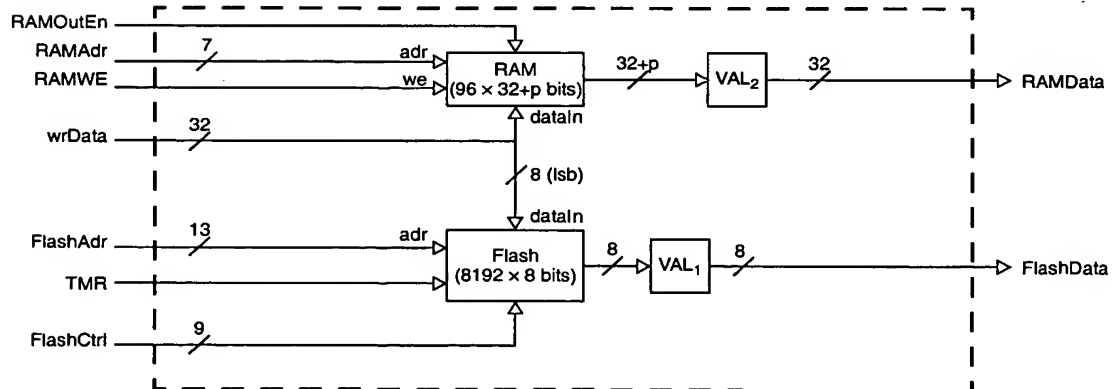 RAMOutEn
RAMAdr
7
adr
RAMWE
we
RAM
(96 × 32+p bits)
32+p
VAL2
32
RAMData
dataIn
wrData
32
8 (lsb)
dataIn
FlashAdr
13
adr
Flash
(8192 × 8 bits)
8
VAL1
8
FlashData
TMR
FlashCtrl
9